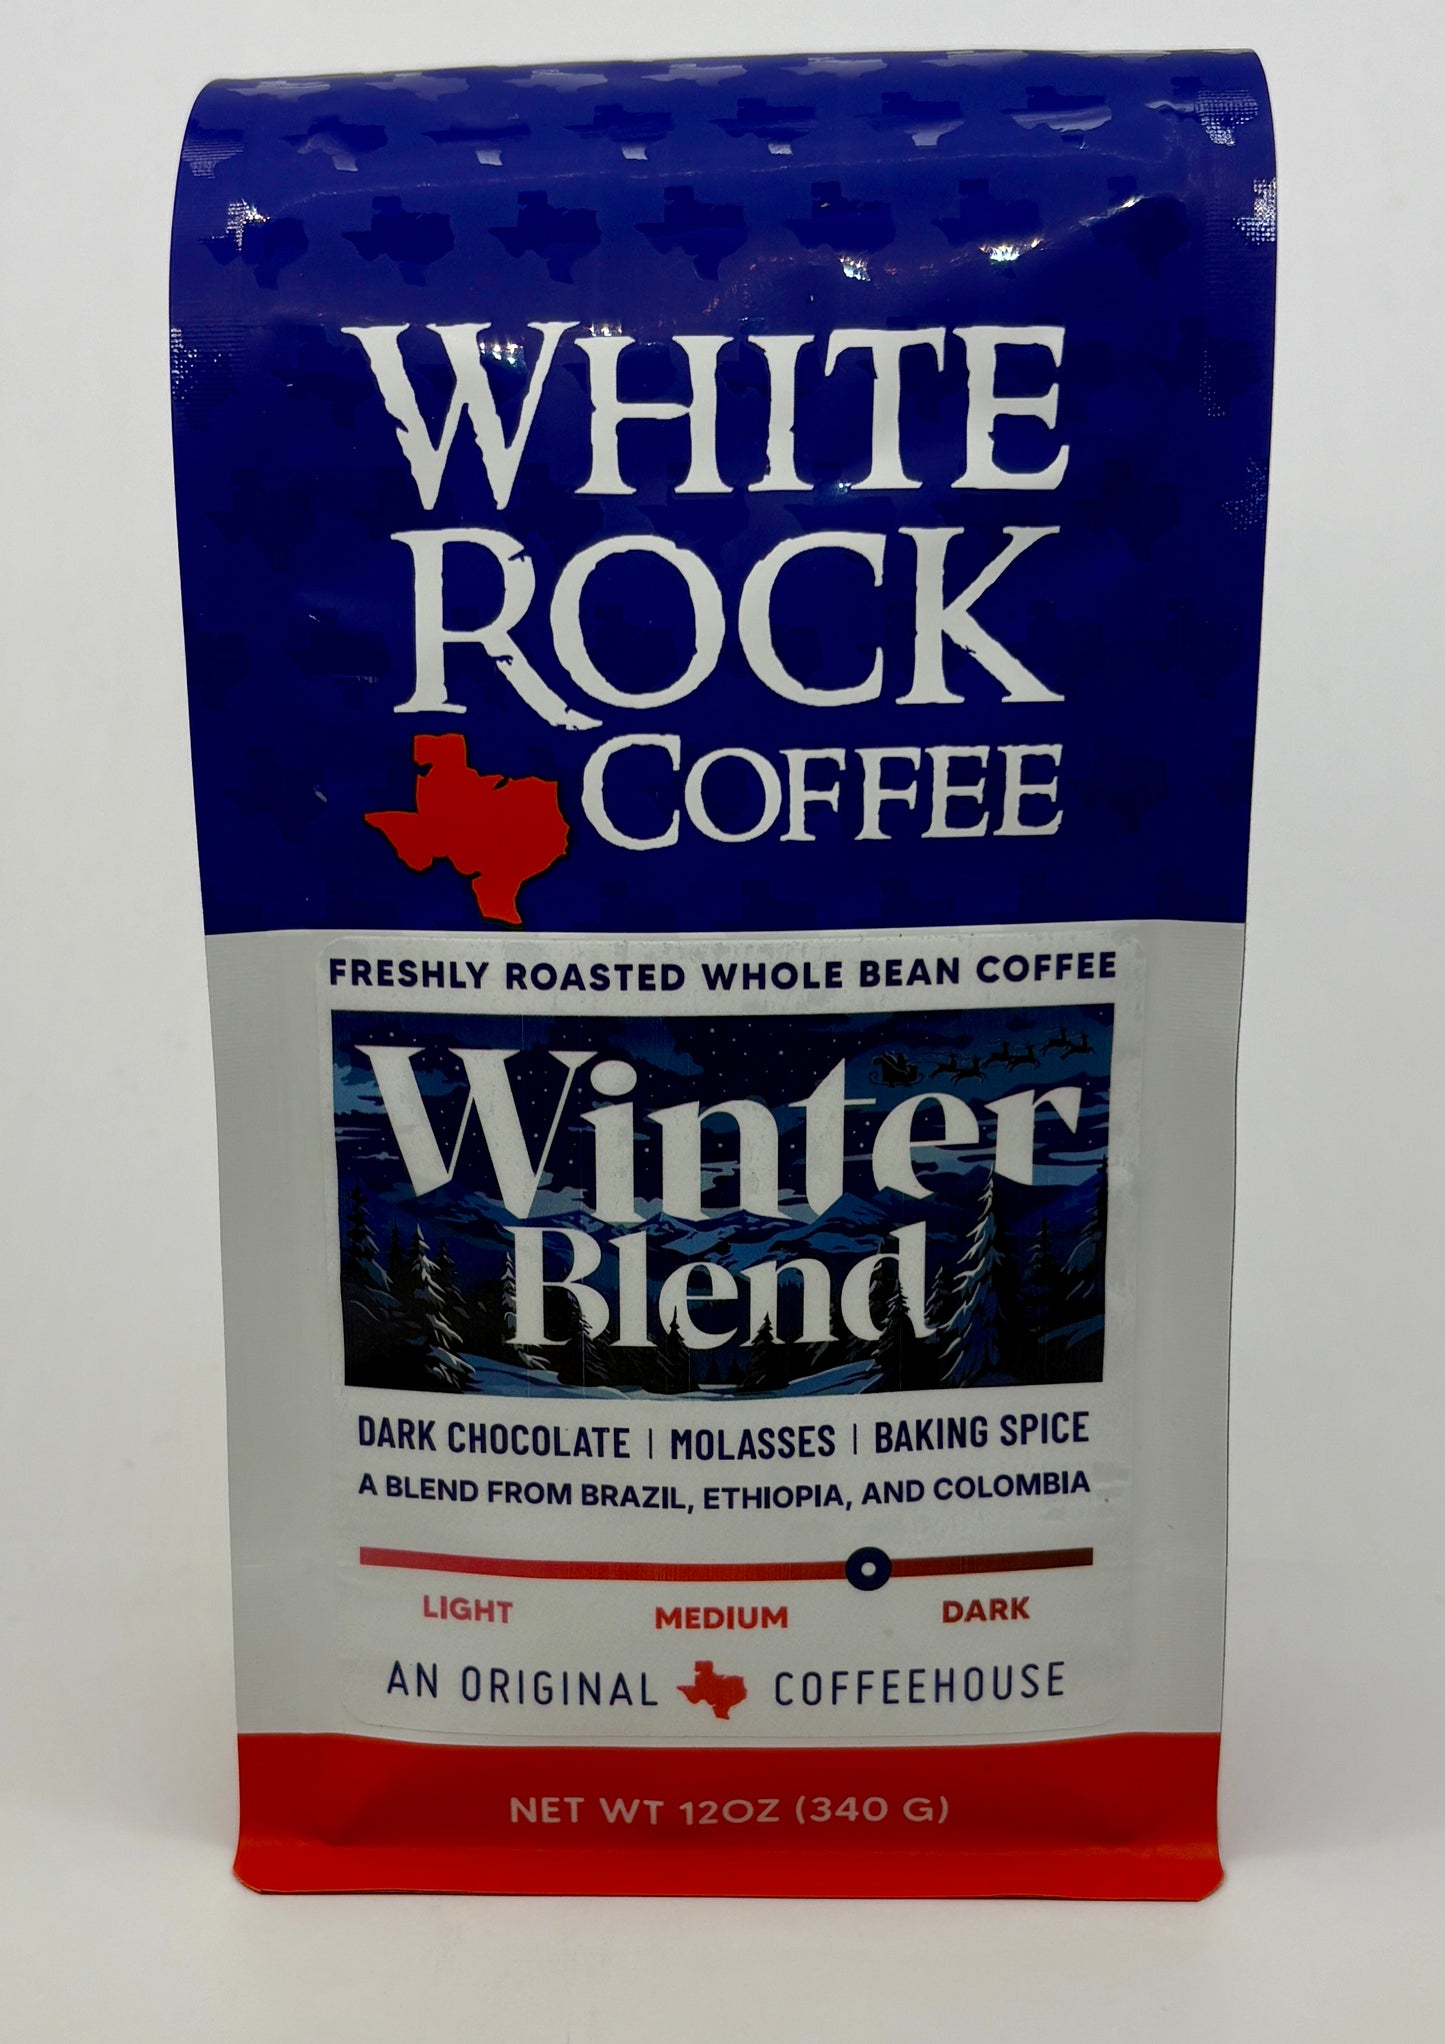 WHITE
ROCK
COFFEE
FRESHLY ROASTED WHOLE BEAN COFFEE
Winter
Blend
DARK CHOCOLATE | MOLASSES | BAKING SPICE
A BLEND FROM BRAZIL, ETHIOPIA, AND COLOMBIA
LIGHT MEDIUM DARK
AN ORIGINAL COFFEEHOUSE
NET WT 12OZ (340 G)